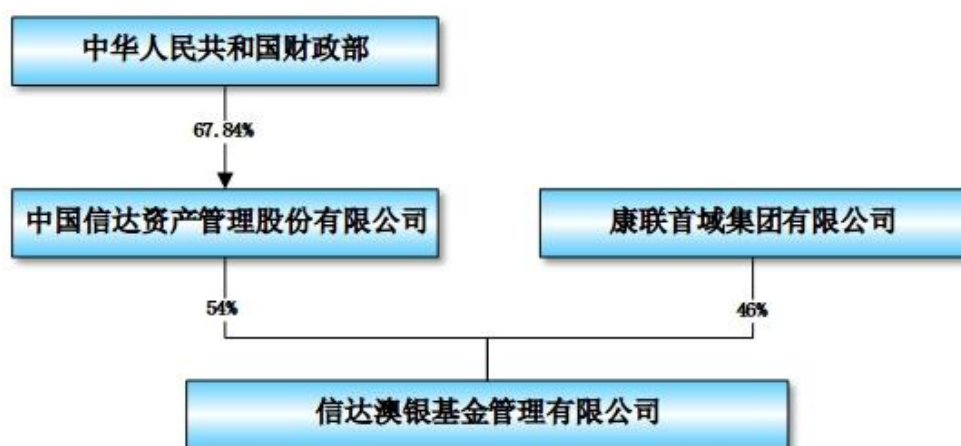 中华人民共和国财政部
67.84%
中国信达资产管理股份有限公司
康联首域集团有限公司
54%
46%
信达澳银基金管理有限公司